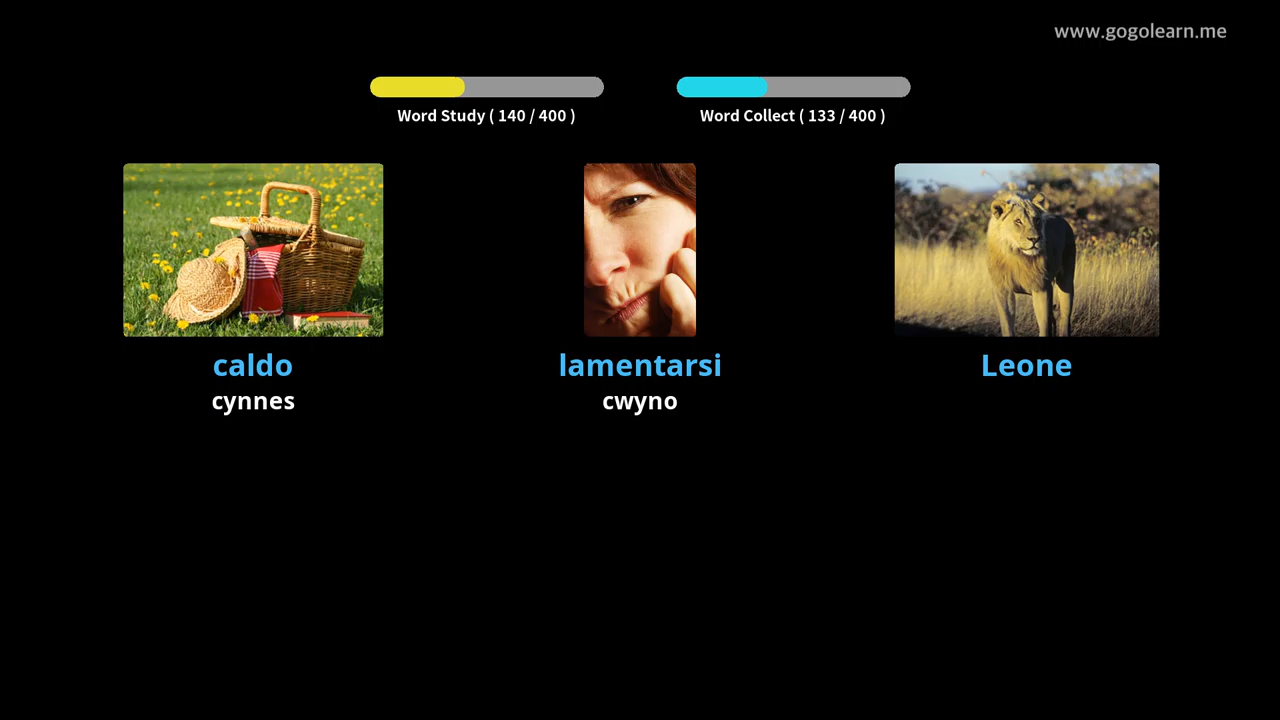 www.gogolearn.me
Word Study ( 140 / 400 )
Word Collect ( 133 / 400 )
caldo
cynnes
lamentarsi
cwyno
Leone